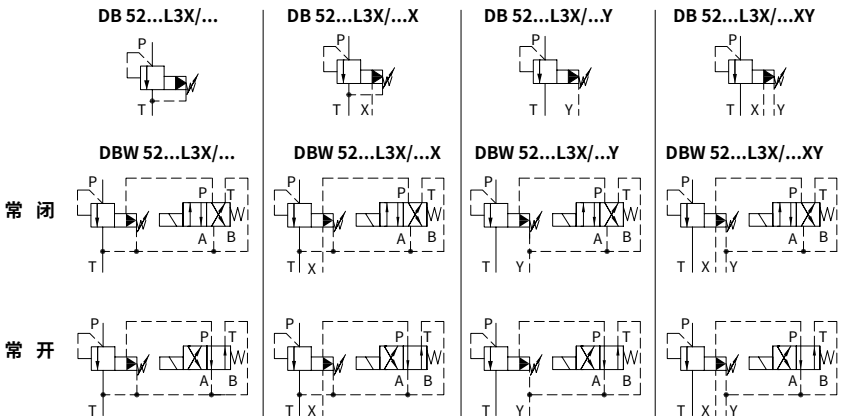 DB 52...L3X/... DB 52...L3X/...X DB 52...L3X/...Y DB 52...L3X/...XY
P P P P
T T X T Y T X Y
DBW 52...L3X/... DBW 52...L3X/...X DBW 52...L3X/...Y DBW 52...L3X/...XY
P P T P P T P P T P P T
常 闭
A B A B A B A B
T T X T Y T X Y
P P T P P T P P T P P T
常 开
A B A B A B A B
T T X T Y T X Y